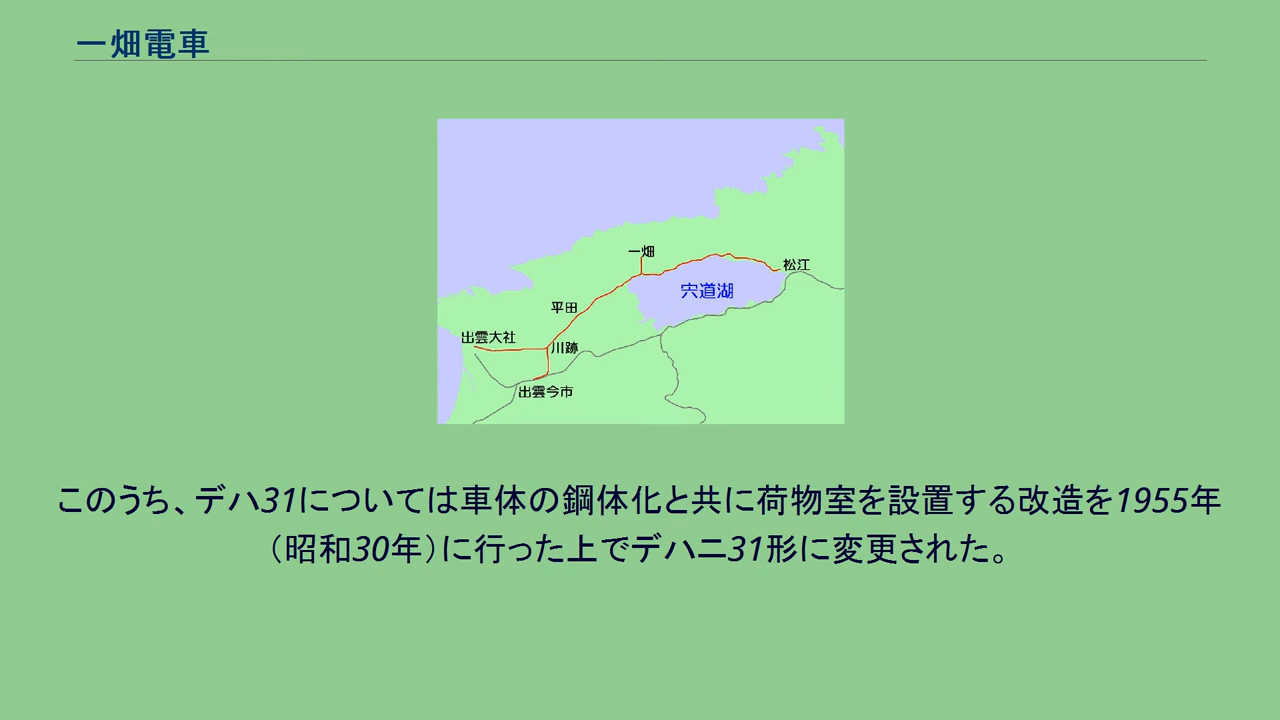 一畑電車
一畑
松江
宍道湖
平田
出雲大社
川跡
出雲今市
このうち、デハ31については車体の鋼体化と共に荷物室を設置する改造を1955年
（昭和30年）に行った上でデハニ31形に変更された。